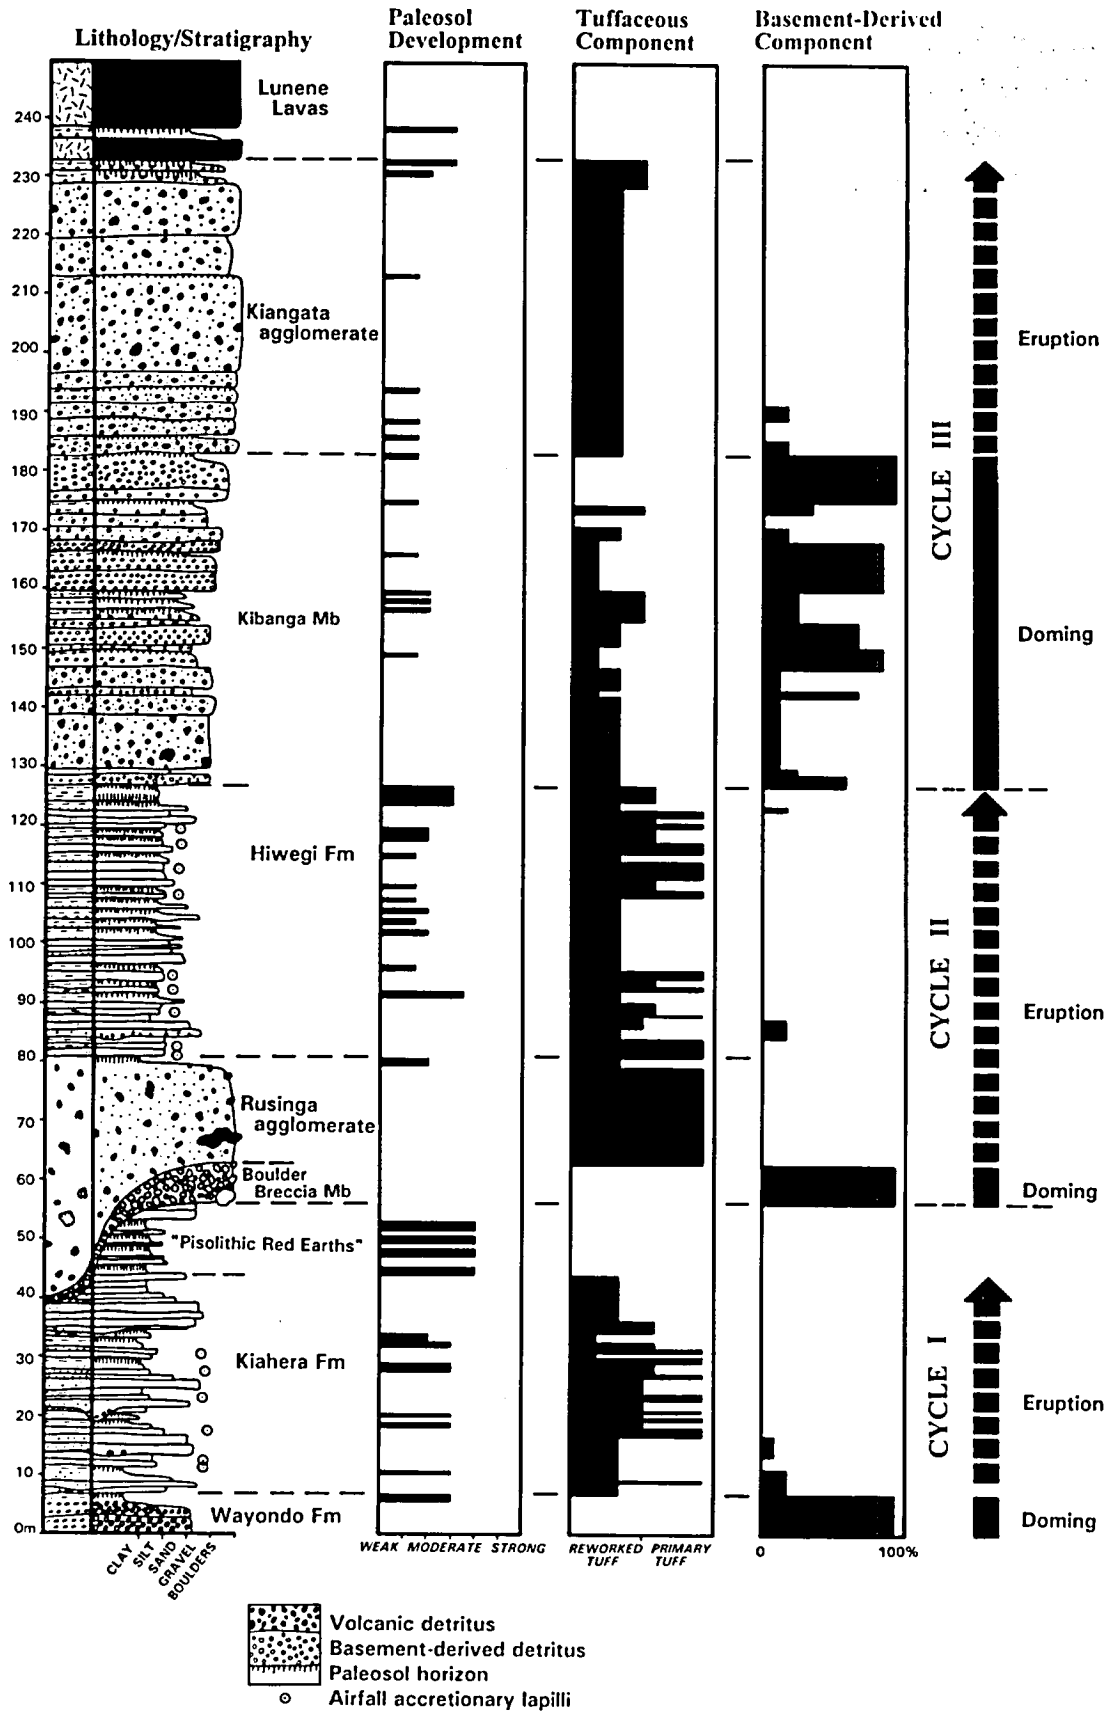 Lithology/Stratigraphy
Paleosol
Development
Tuffaceous
Component
Basement-Derived
Component
Lunene
Lavas
240
230
220
210
200
190
180
170
160
150
140
130
120
110
100
90
80
70
60
50
40
30
20
10
0m
Kiangata
agglomerate
Kibanga Mb
Hiwegi Fm
Rusinga
agglomerate
Boulder
Breccia Mb
"Pisolithic Red Earths"
Kiahera Fm
Wayondo Fm
CYCLE III
Eruption
Doming
CYCLE II
Eruption
Doming
CYCLE I
Eruption
Doming
CLAY
SILT
SAND
GRAVEL
BOULDERS
WEAK MODERATE STRONG
REWORKED PRIMARY
TUFF TUFF
0 100%
Volcanic detritus
Basement-derived detritus
Paleosol horizon
Airfall accretionary lapilli